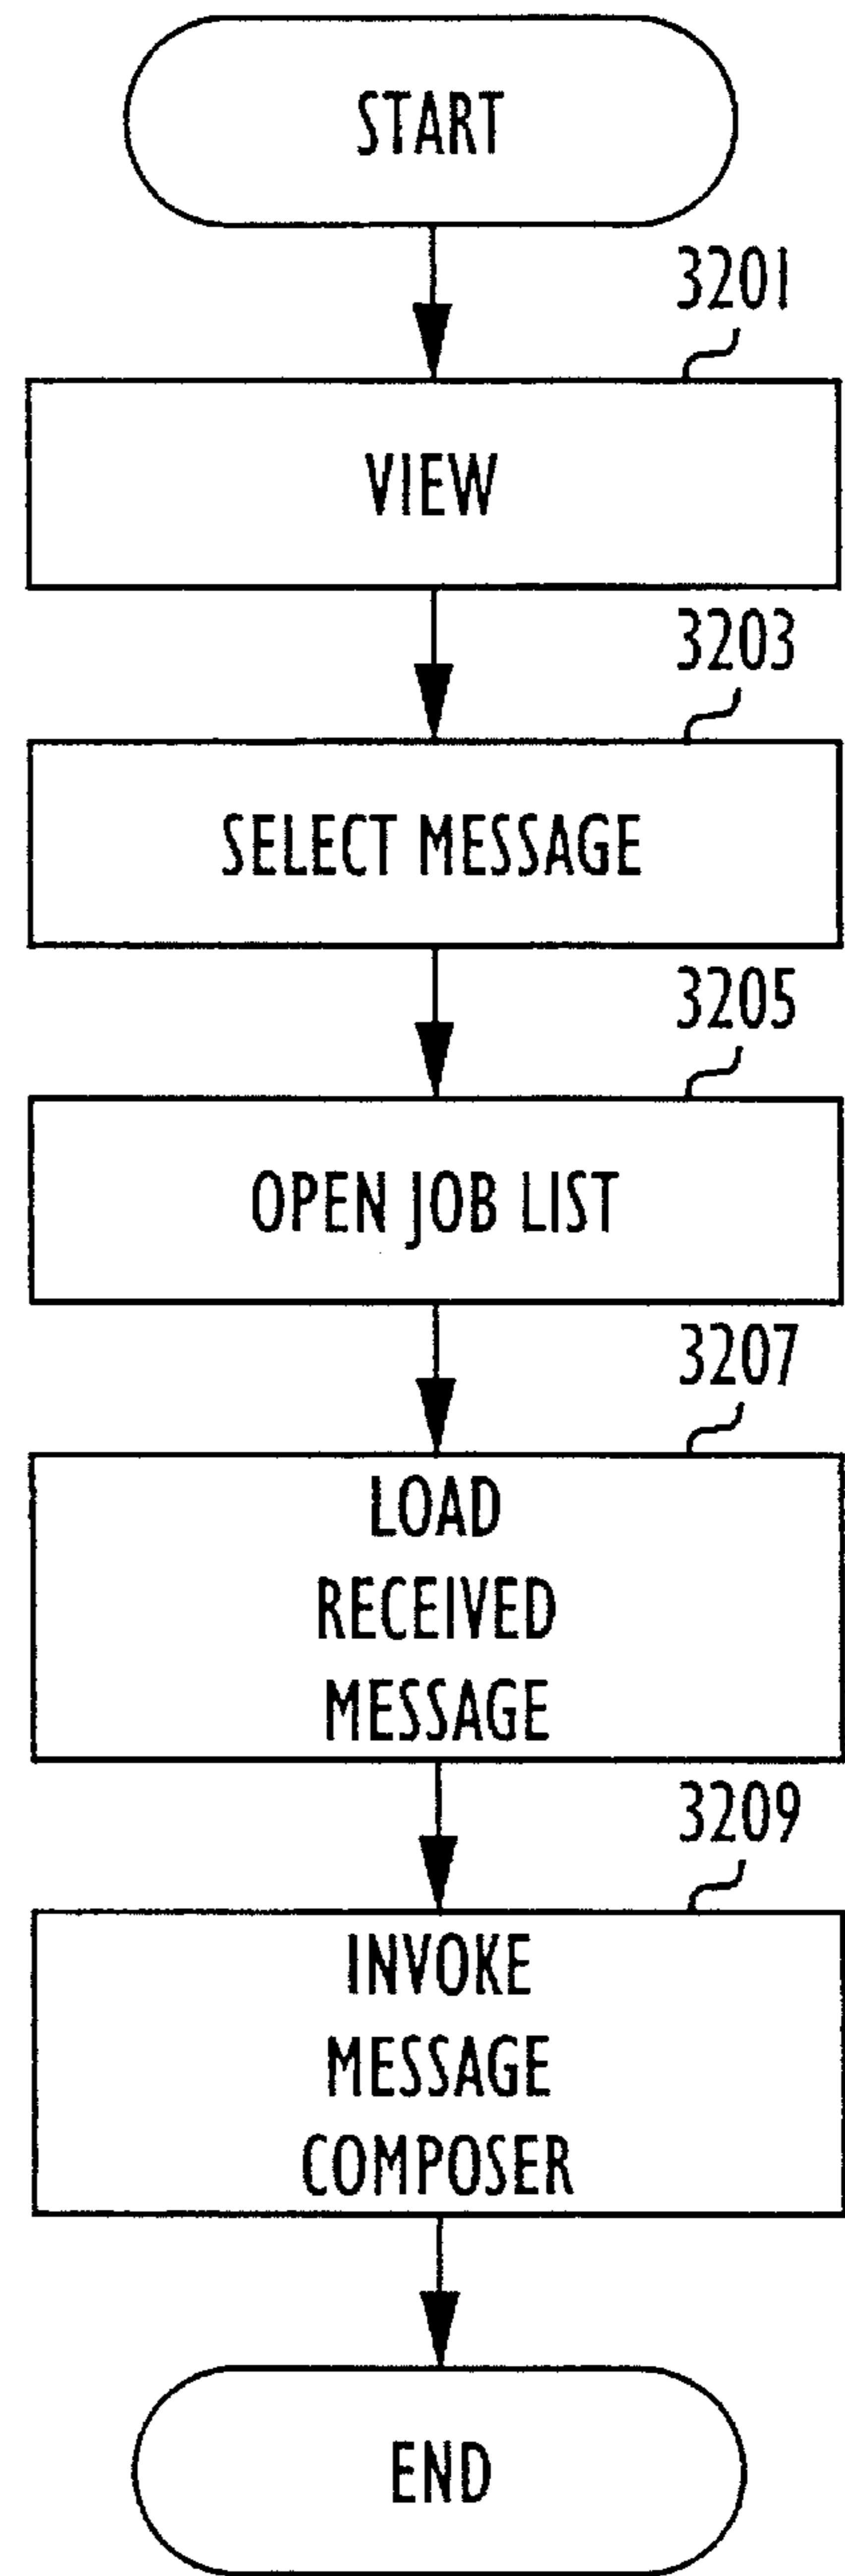 START
3201
VIEW
3203
SELECT MESSAGE
3205
OPEN JOB LIST
3207
LOAD
RECEIVED
MESSAGE
3209
INVOKE
MESSAGE
COMPOSER
END